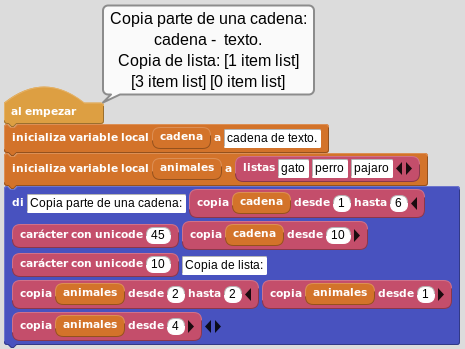 Copia parte de una cadena:
cadena - texto.
Copia de lista: [1 item list]
[3 item list] [0 item list]
al empezar
inicializa variable local cadena a cadena de texto.
inicializa variable local animales a listas gato perro pajaro
di Copia parte de una cadena: copia cadena desde 1 hasta 6
carácter con unicode 45 copia cadena desde 10
carácter con unicode 10 Copia de lista:
copia animales desde 2 hasta 2 copia animales desde 1
copia animales desde 4